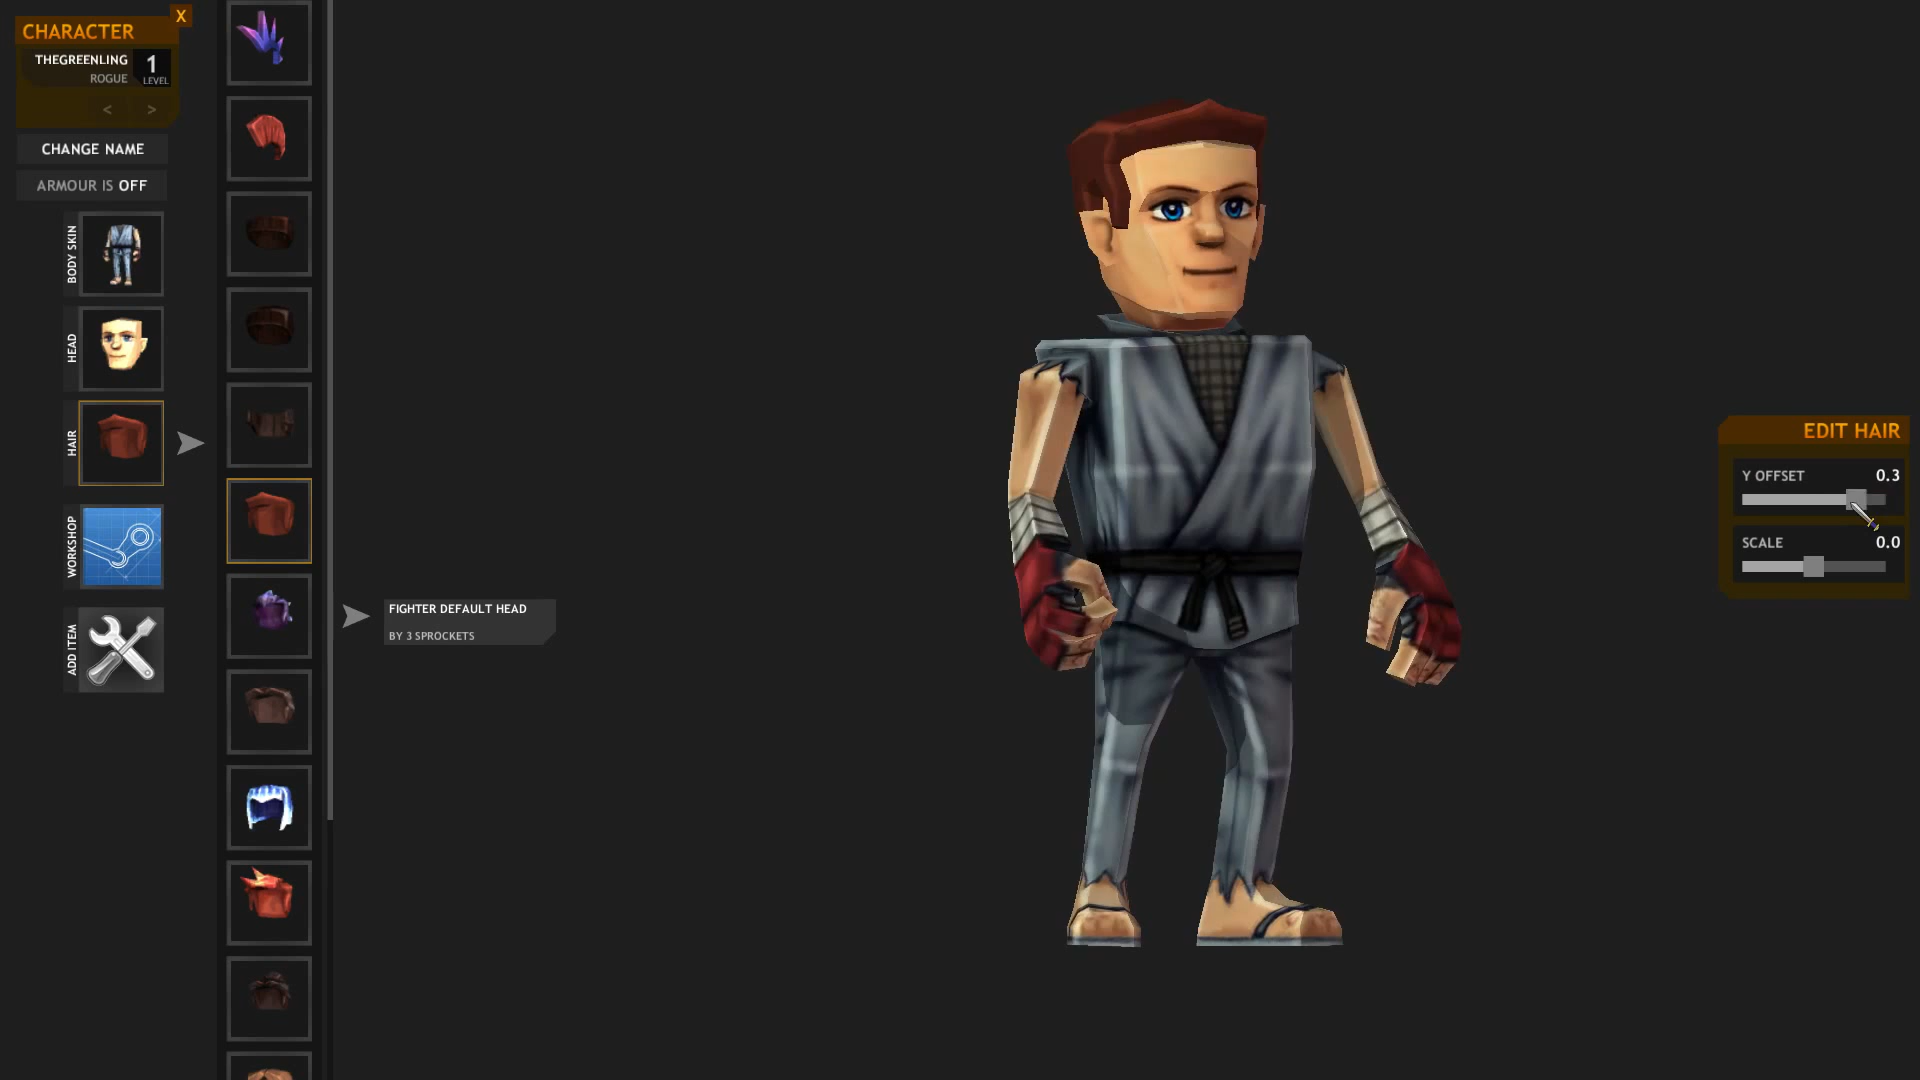 X
CHARACTER
THEGREENLING
ROGUE
1
LEVEL
< >
CHANGE NAME
ARMOUR IS OFF
BODY SKIN
HEAD
HAIR
WORKSHOP
ADD ITEM
FIGHTER DEFAULT HEAD
BY 3 SPROCKETS
EDIT HAIR
Y OFFSET 0.3
SCALE 0.0